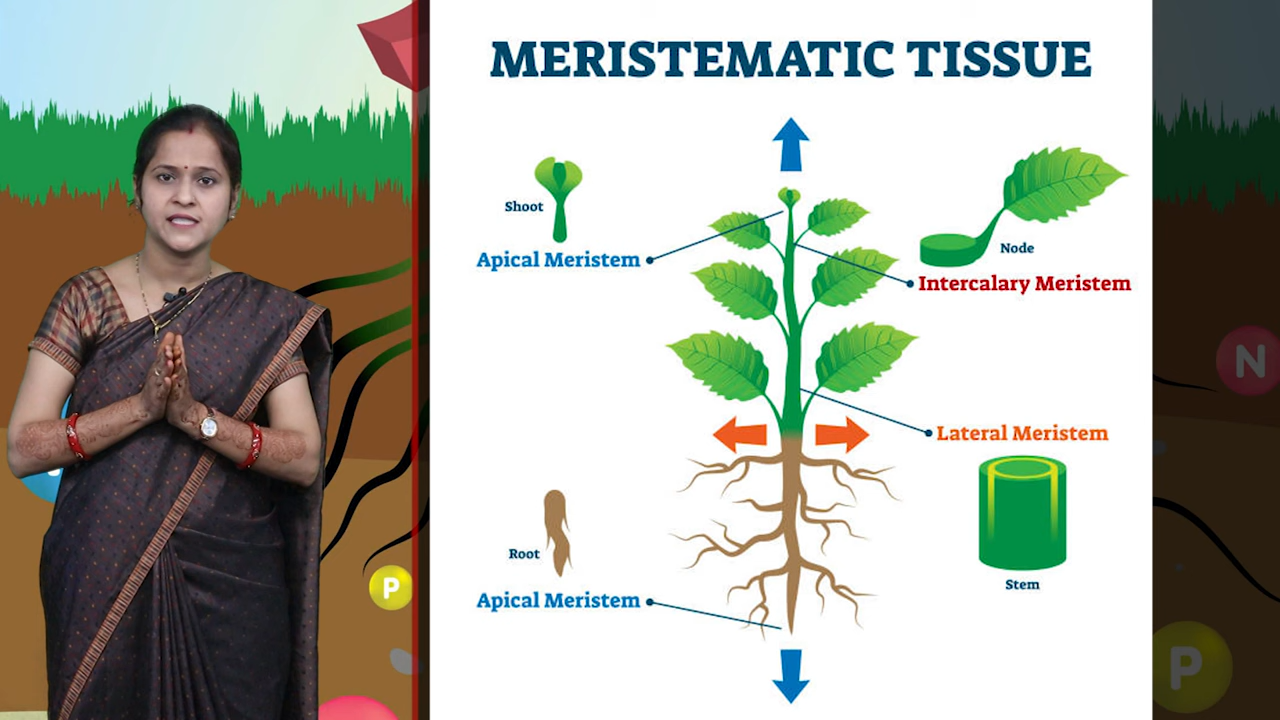 MERISTEMATIC TISSUE
Shoot
Apical Meristem
Node
Intercalary Meristem
N
Lateral Meristem
Root
Stem
P
Apical Meristem
P